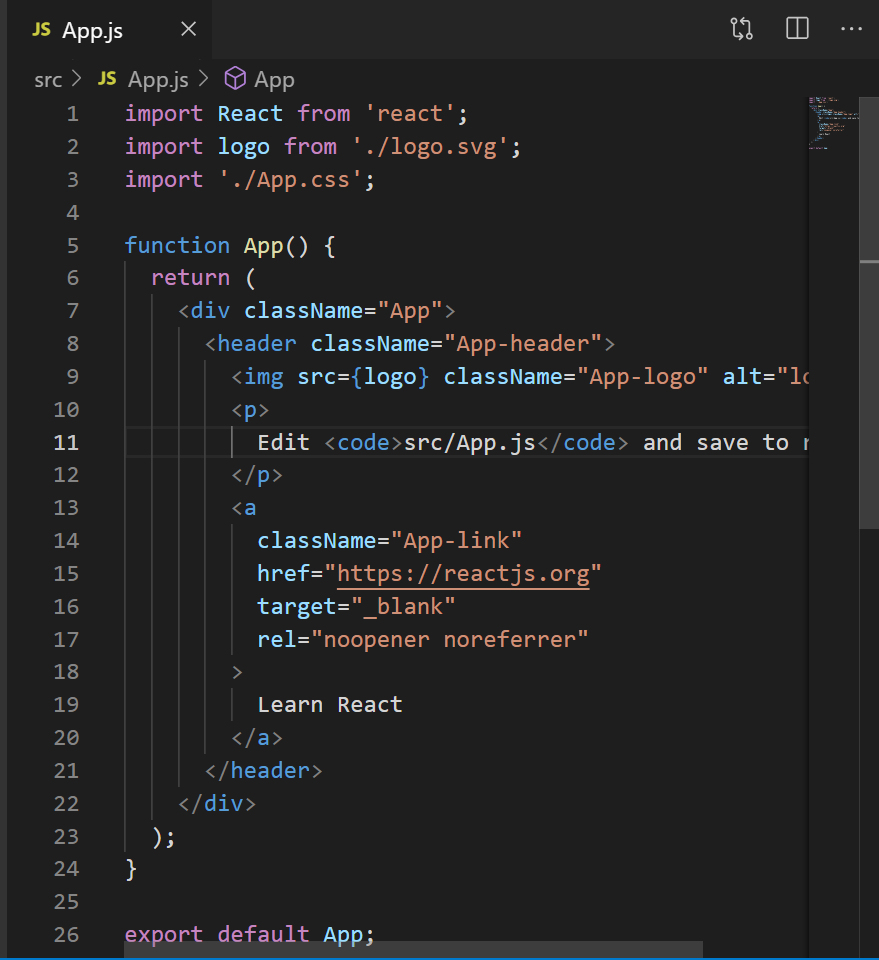 JS App.js
src > JS App.js > App
1 import React from 'react';
2 import logo from './logo.svg';
3 import './App.css';
4
5 function App() {
6   return (
7     <div className="App">
8       <header className="App-header">
9         <img src={logo} className="App-logo" alt="lo
10         <p>
11           Edit <code>src/App.js</code> and save to
12         </p>
13         <a
14           className="App-link"
15           href="https://reactjs.org"
16           target="_blank"
17           rel="noopener noreferrer"
18         >
19           Learn React
20         </a>
21       </header>
22     </div>
23   );
24 }
25
26 export default App;